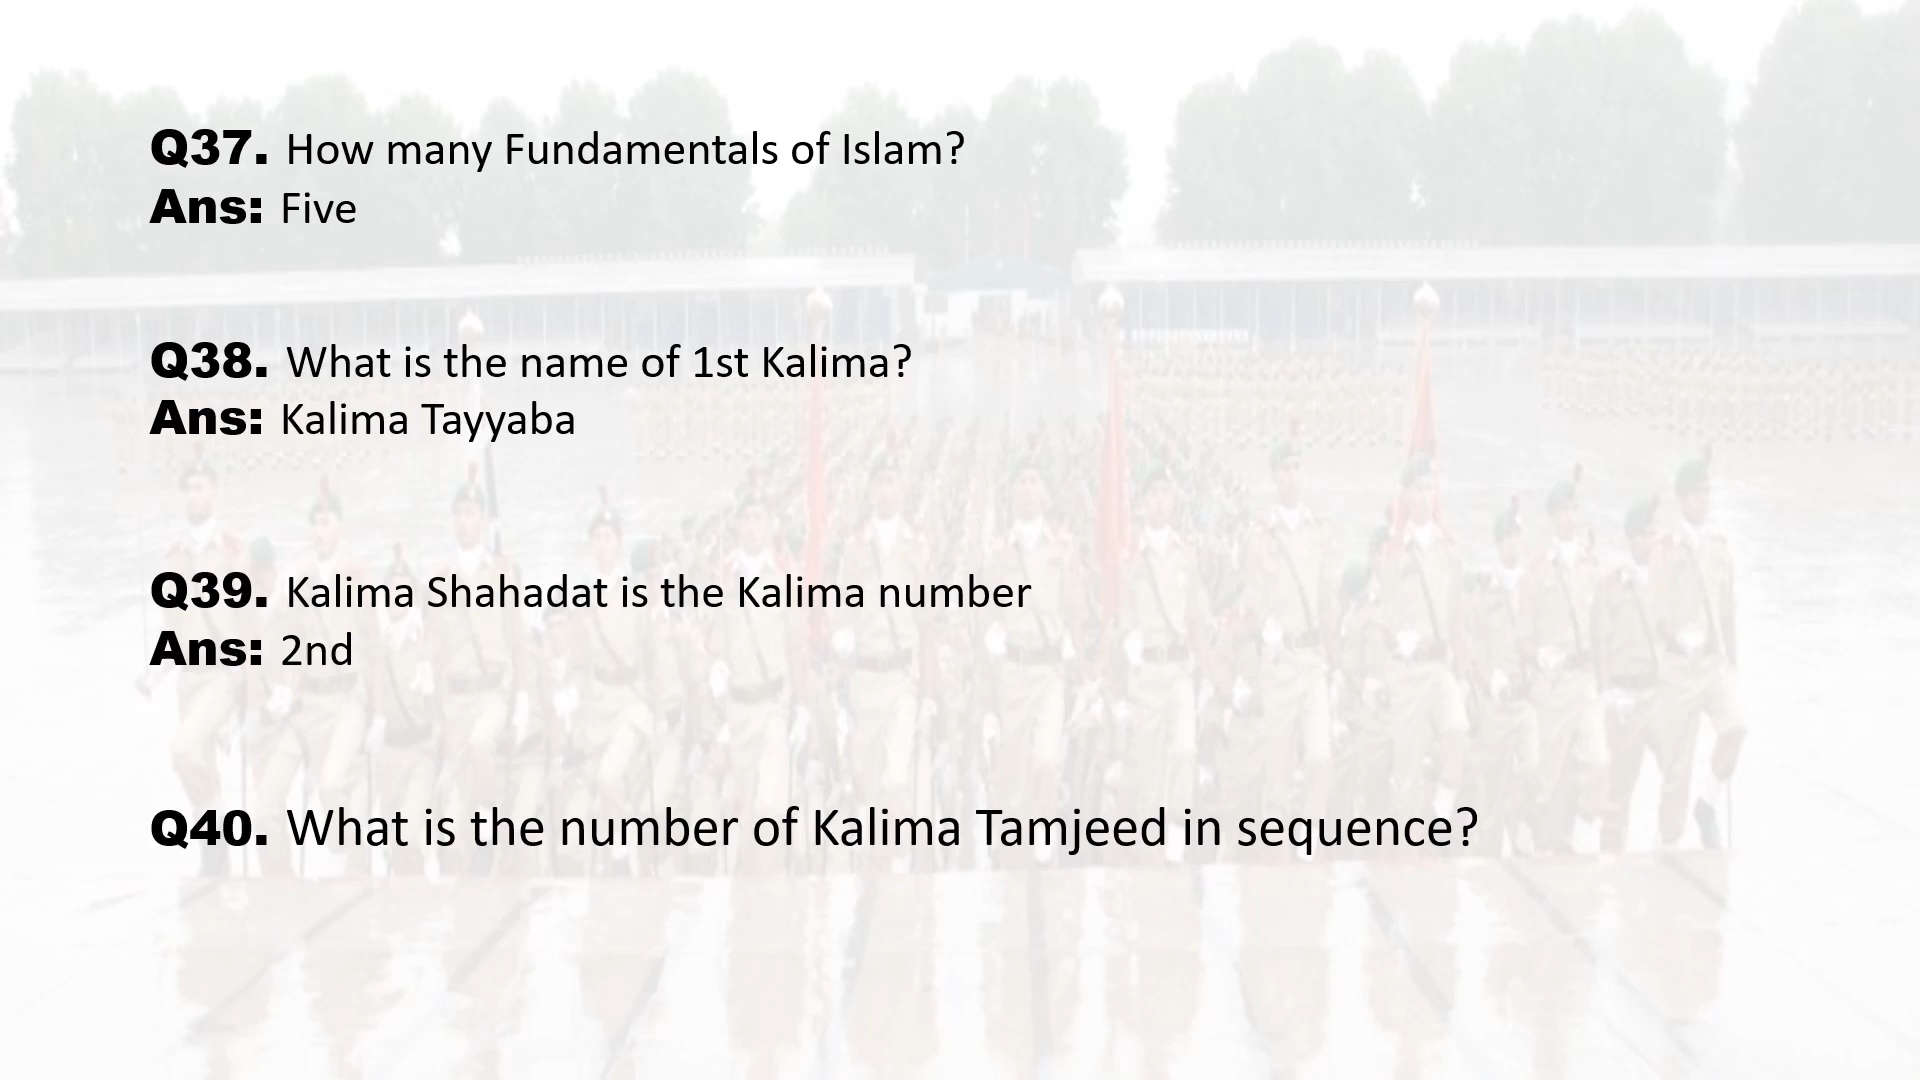 Q37. How many Fundamentals of Islam?
Ans: Five
Q38. What is the name of 1st Kalima?
Ans: Kalima Tayyaba
Q39. Kalima Shahadat is the Kalima number
Ans: 2nd
Q40. What is the number of Kalima Tamjeed in sequence?